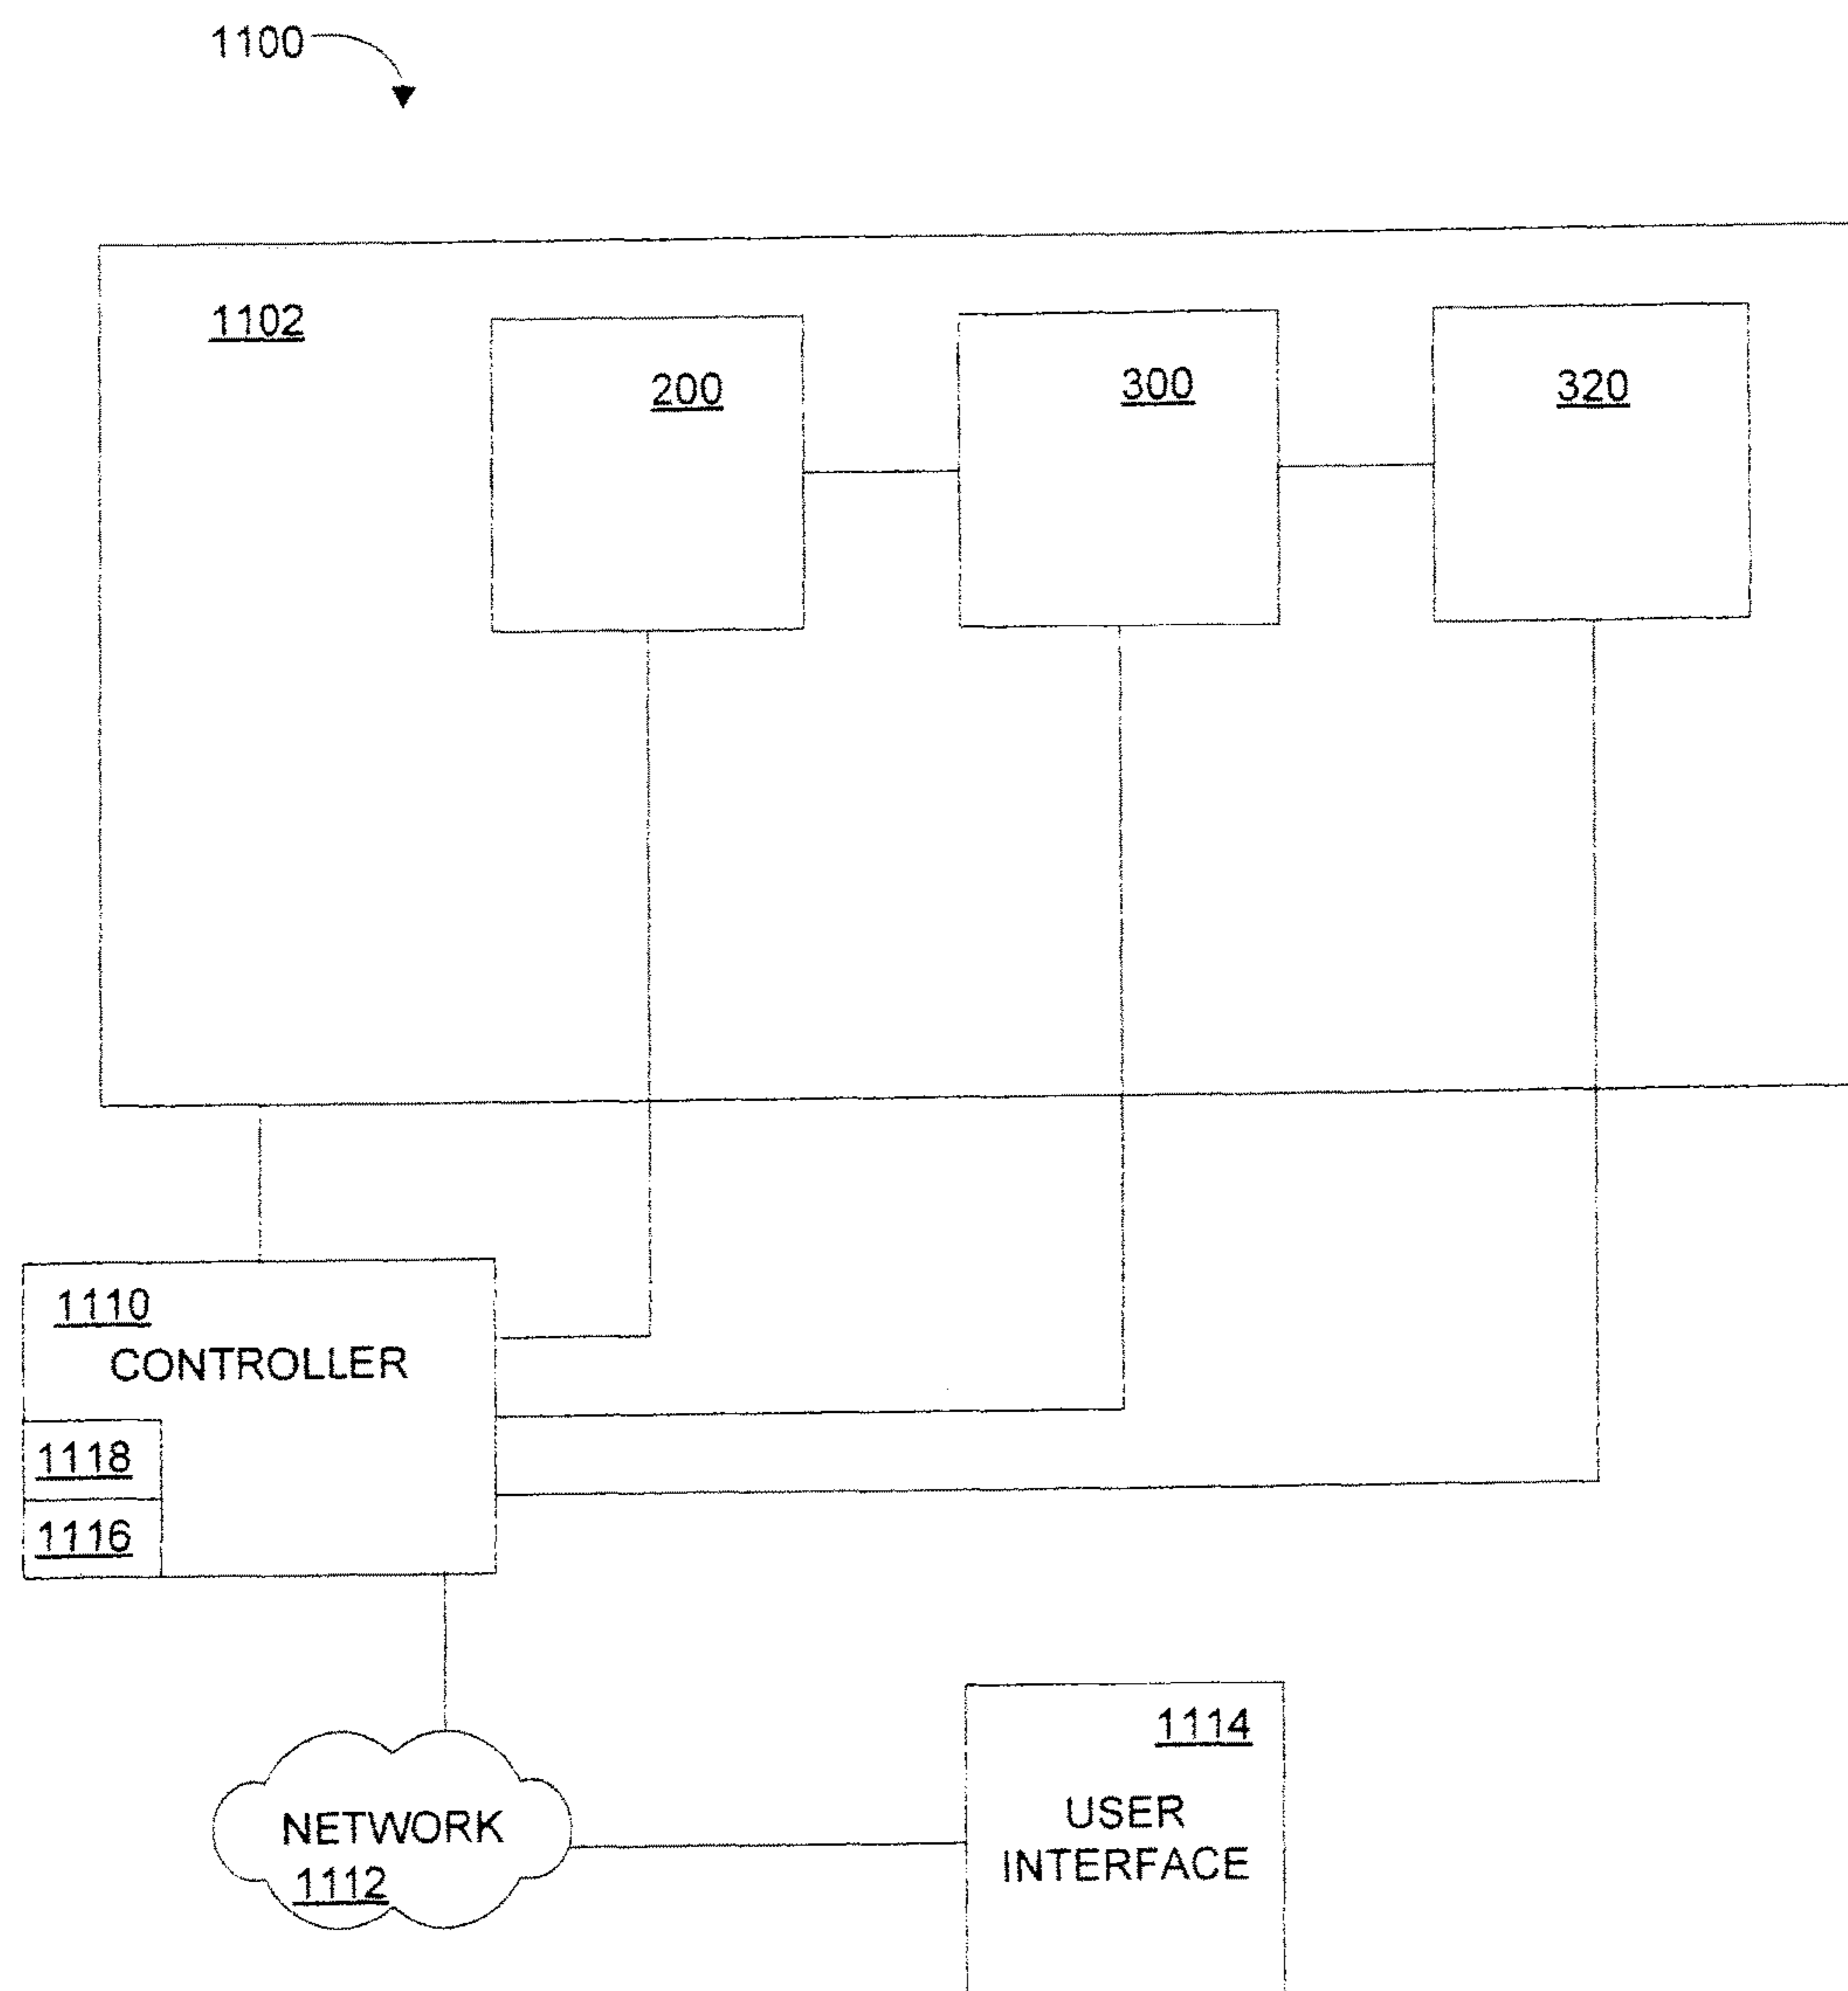 1100
1102
200
300
320
1110
CONTROLLER
1118
1116
1114
USER
INTERFACE
NETWORK
1112